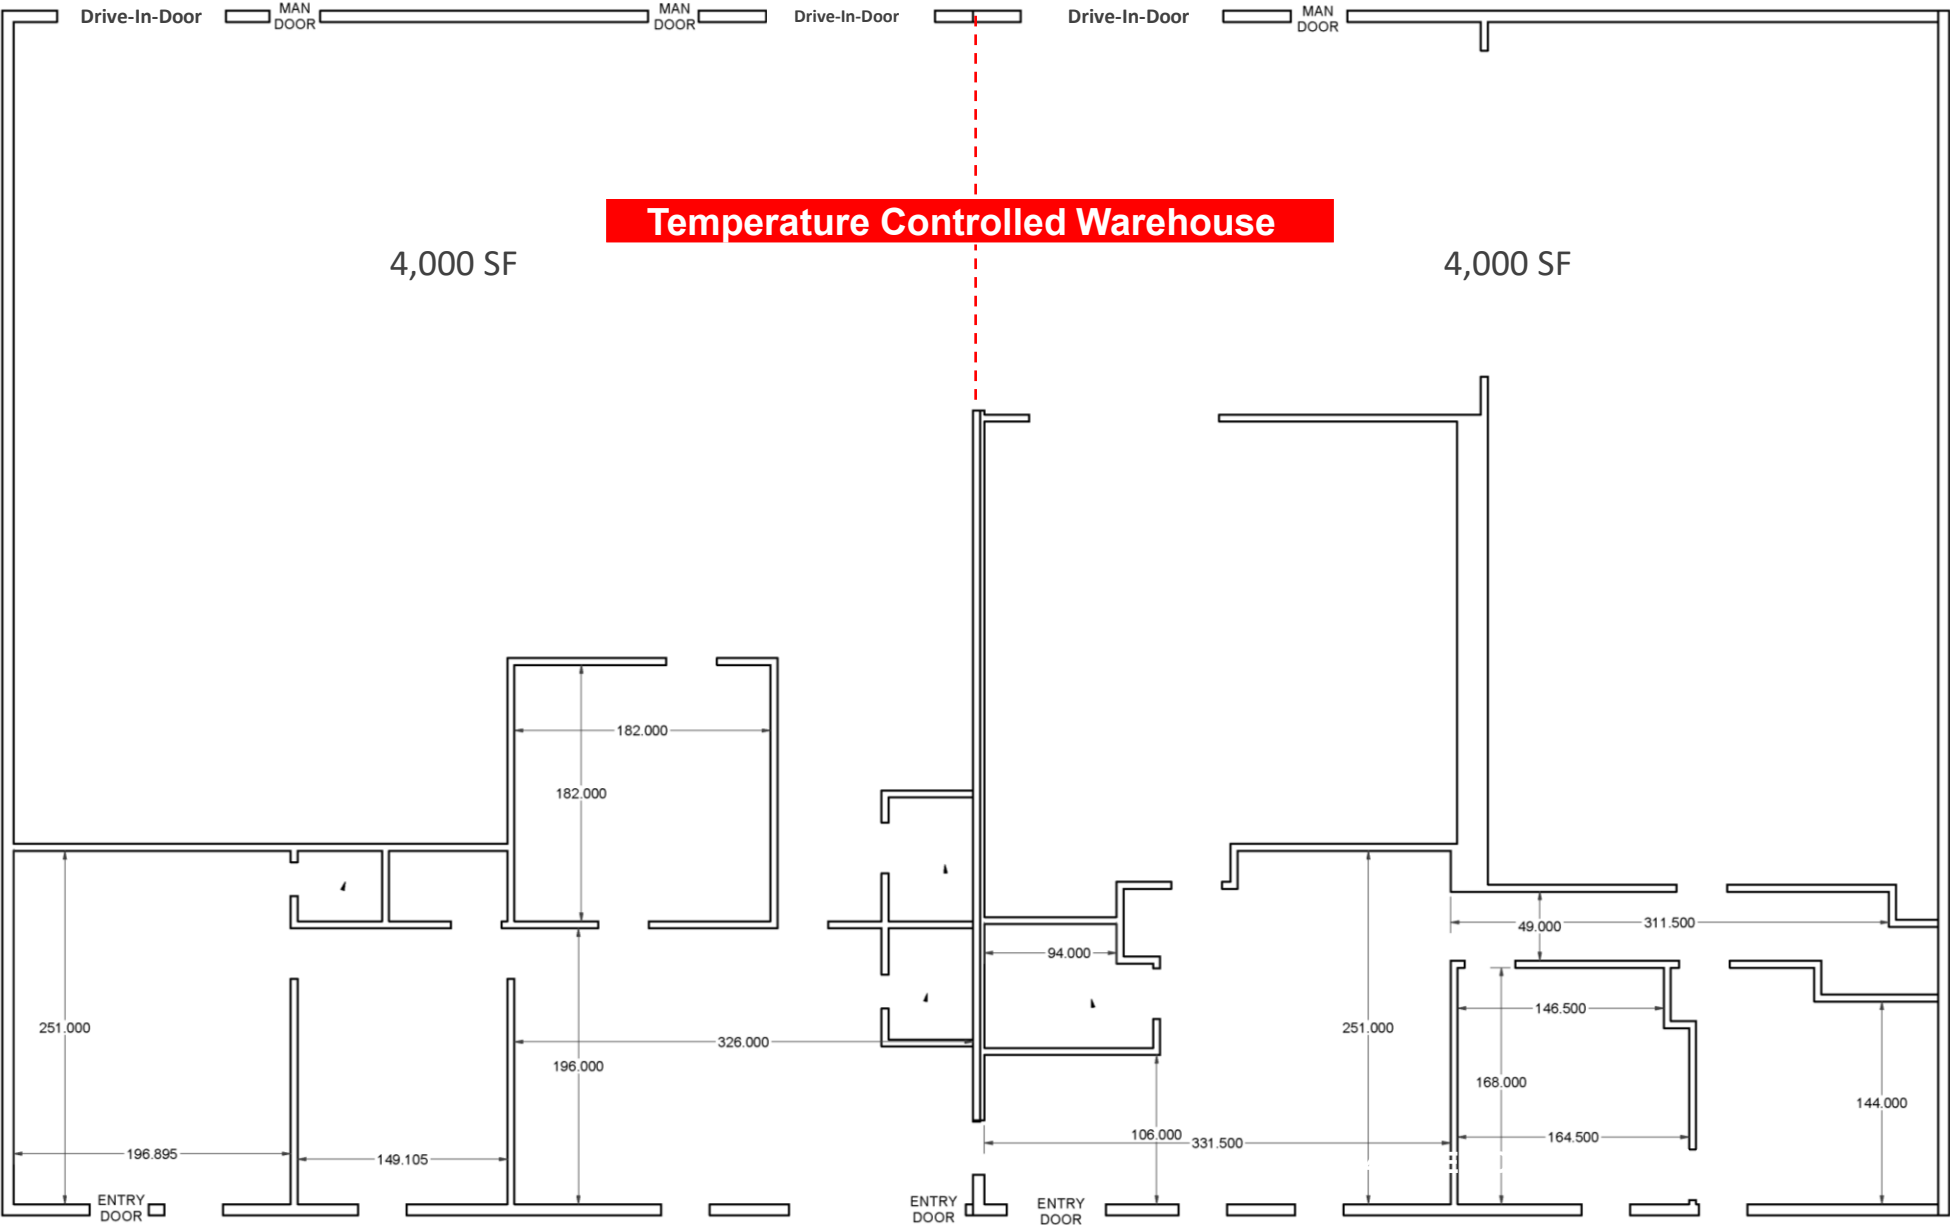 Drive-In-Door
MAN
DOOR
MAN
DOOR
Drive-In-Door
Drive-In-Door
MAN
DOOR
Temperature Controlled Warehouse
4,000 SF
4,000 SF
182.000
182.000
94.000
49.000
311.500
146.500
251.000
326.000
196.000
251.000
168.000
144.000
106.000
331.500
164.500
196.895
149.105
ENTRY
DOOR
ENTRY
DOOR
ENTRY
DOOR